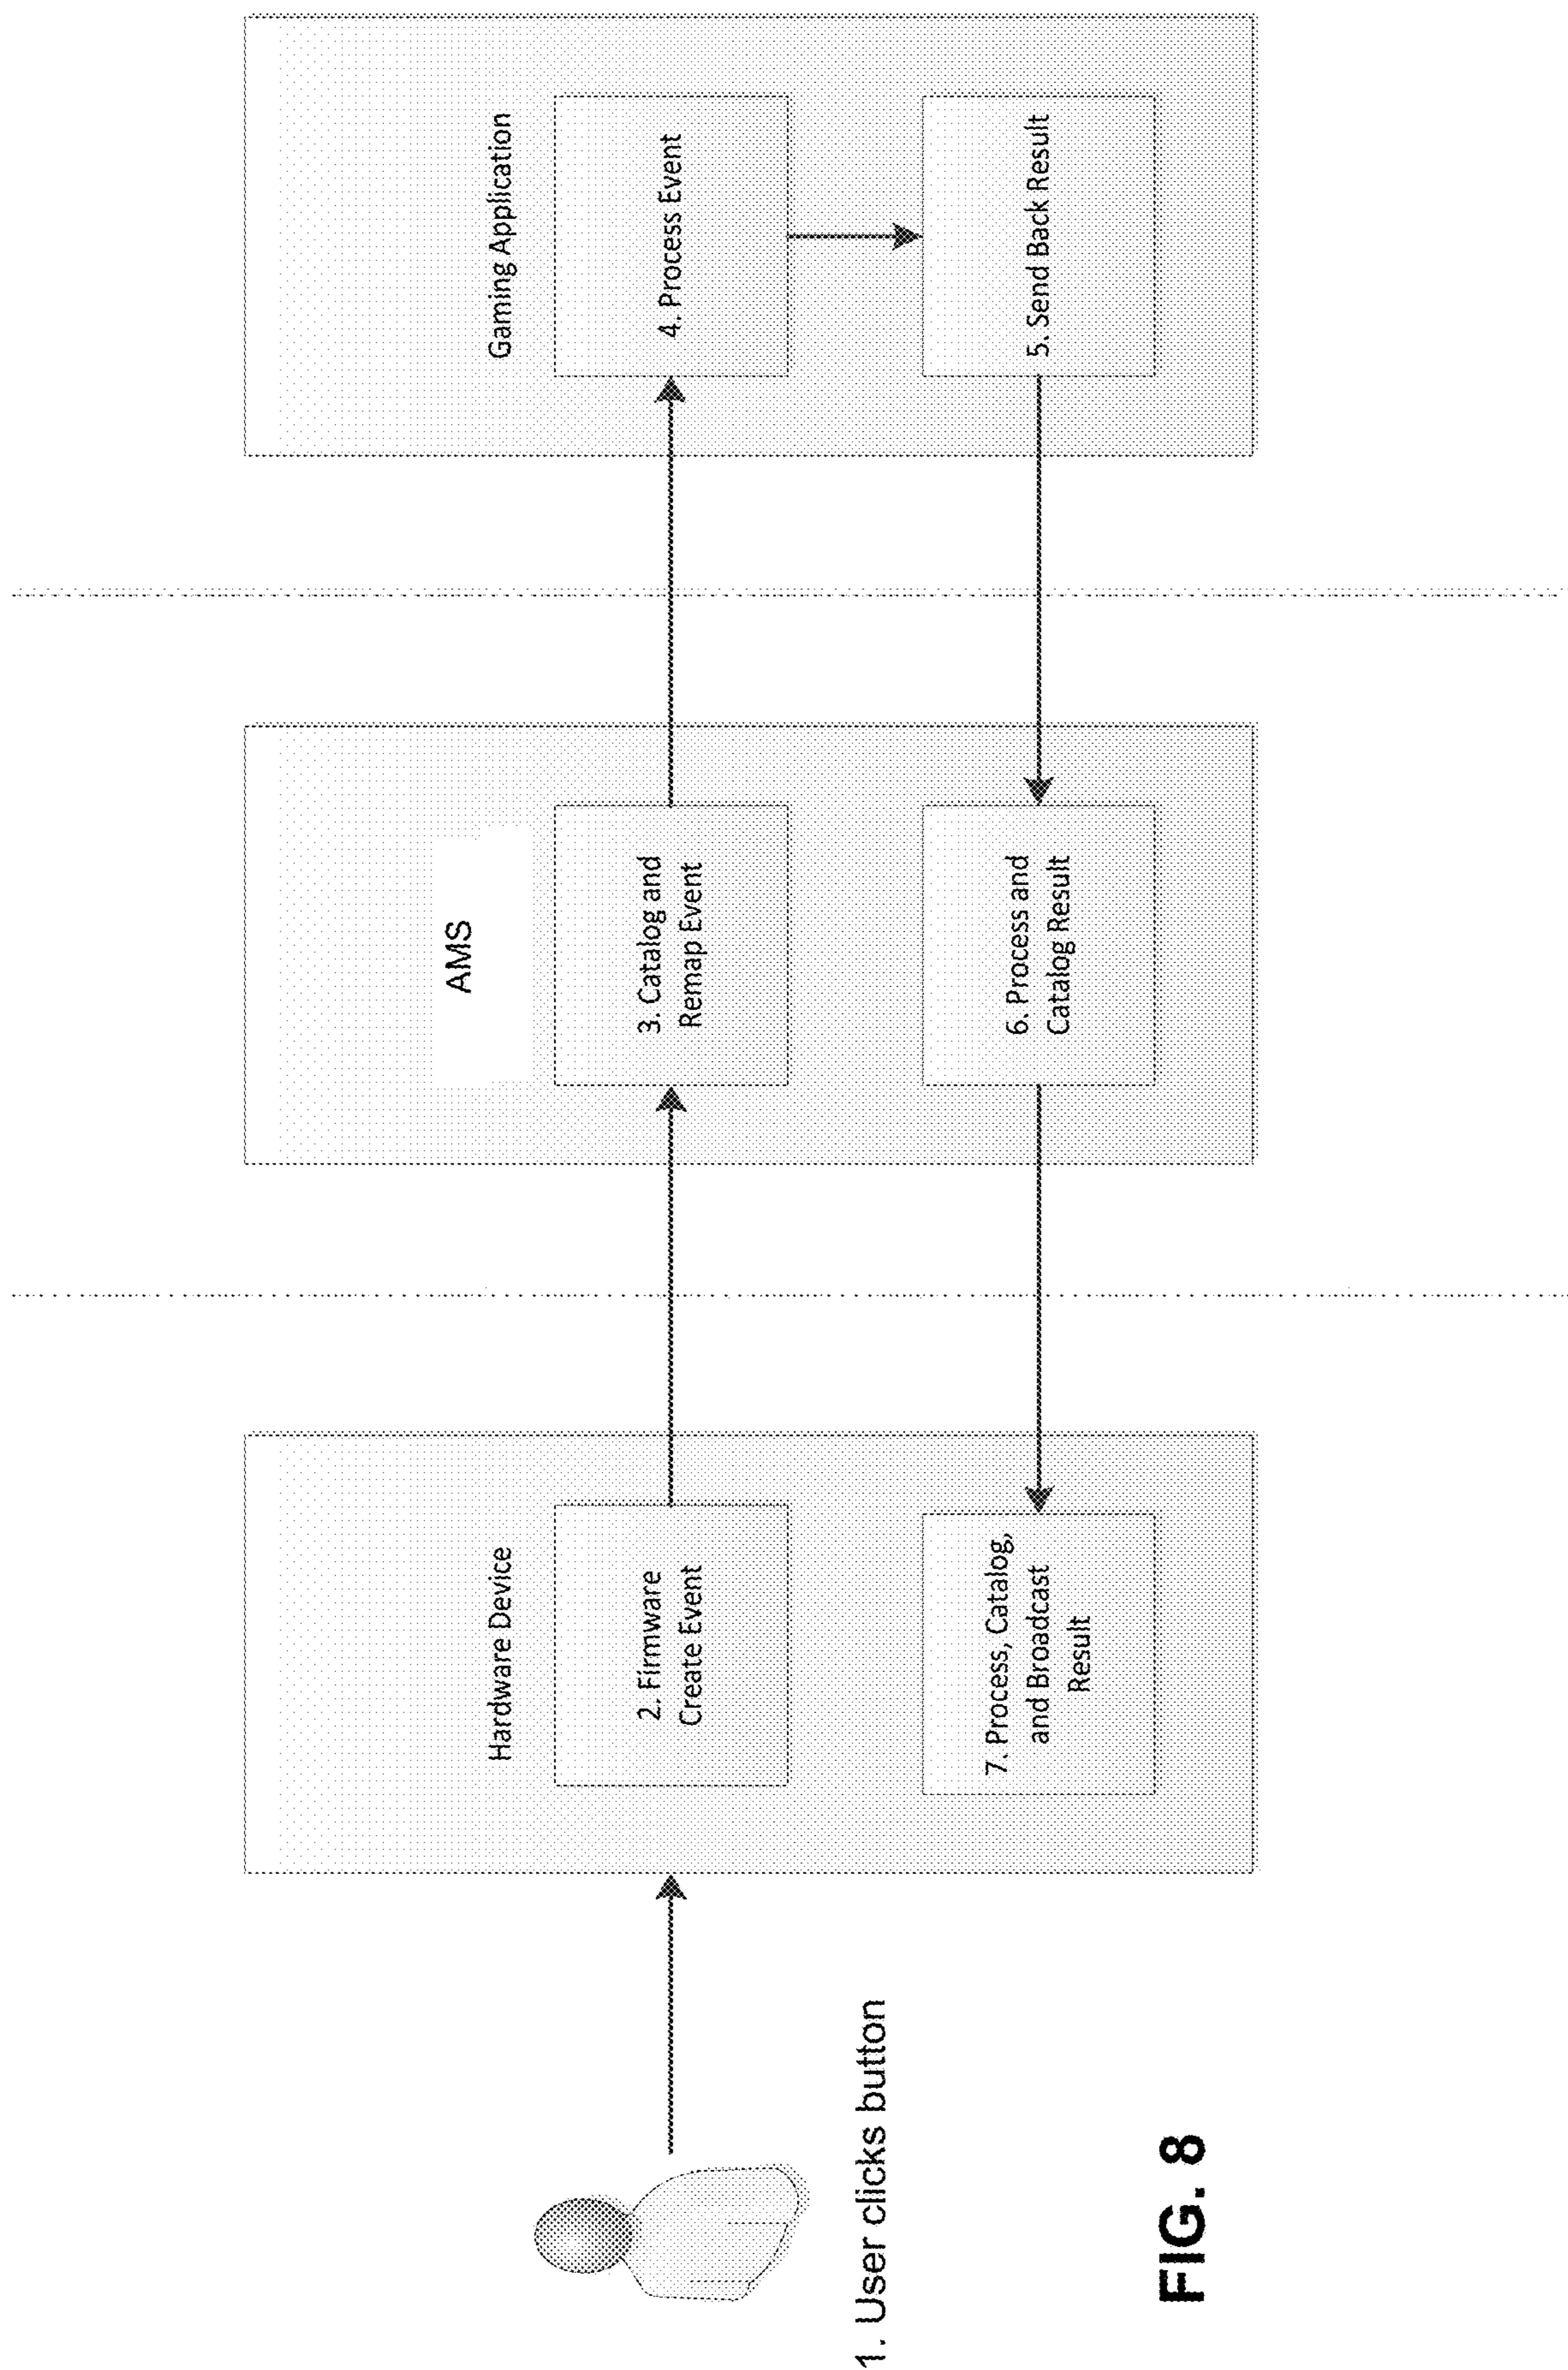 1. User clicks button
Hardware Device
2. Firmware
Create Event
7. Process, Catalog,
and Broadcast
Result
AMS
3. Catalog and
Remap Event
6. Process and
Catalog Result
Gaming Application
4. Process Event
5. Send Back Result
FIG. 8